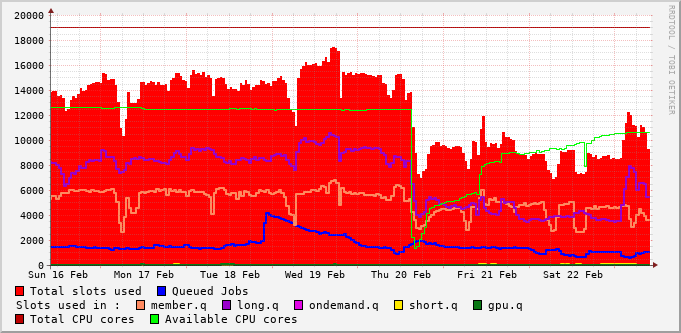 20000
18000
16000
14000
12000
10000
8000
6000
4000
2000
0
Sun 16 Feb Mon 17 Feb Tue 18 Feb Wed 19 Feb Thu 20 Feb Fri 21 Feb Sat 22 Feb
Total slots used Queued Jobs
Slots used in : member.q long.q ondemand.q short.q gpu.q
Total CPU cores Available CPU cores
RRDTOOL / TOBI OETIKER